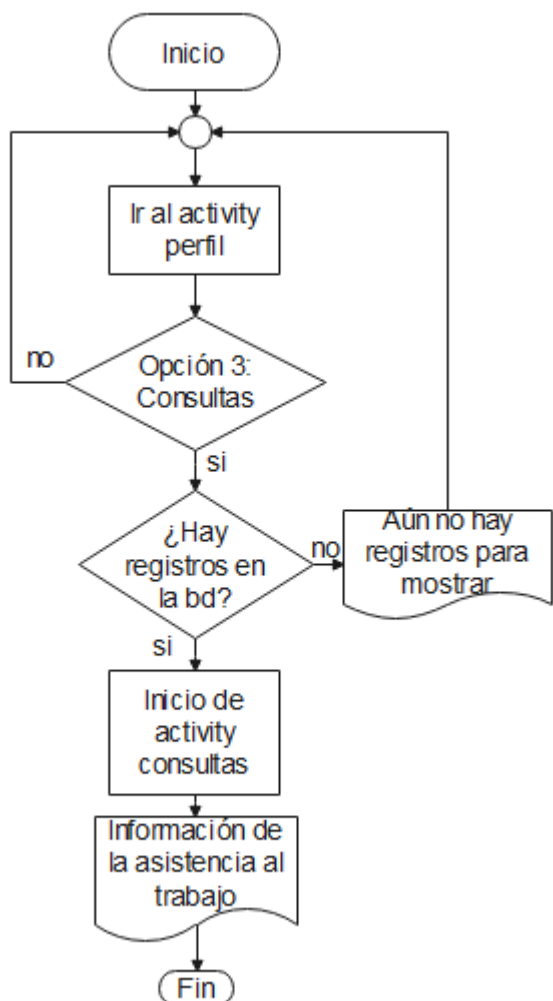 Inicio
Ir al activity
perfil
no
Opción 3:
Consultas
si
¿Hay
registros en
la bd?
no
Aún no hay
registros para
mostrar
si
Inicio de
activity
consultas
Información de
la asistencia al
trabajo
Fin